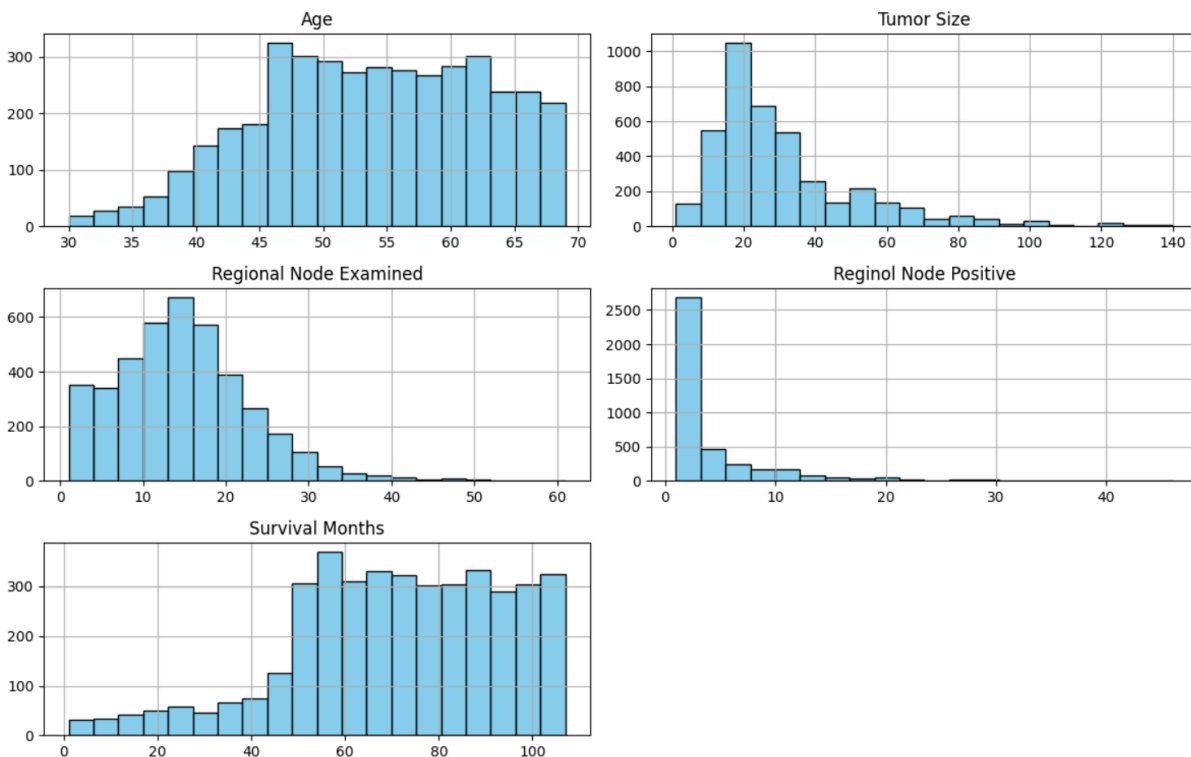 Age
300
200
100
0
30 35 40 45 50 55 60 65 70
Tumor Size
1000
800
600
400
200
0
0 20 40 60 80 100 120 140
Regional Node Examined
600
400
200
0
0 10 20 30 40 50 60
Reginol Node Positive
2500
2000
1500
1000
500
0
0 10 20 30 40
Survival Months
300
200
100
0
0 20 40 60 80 100